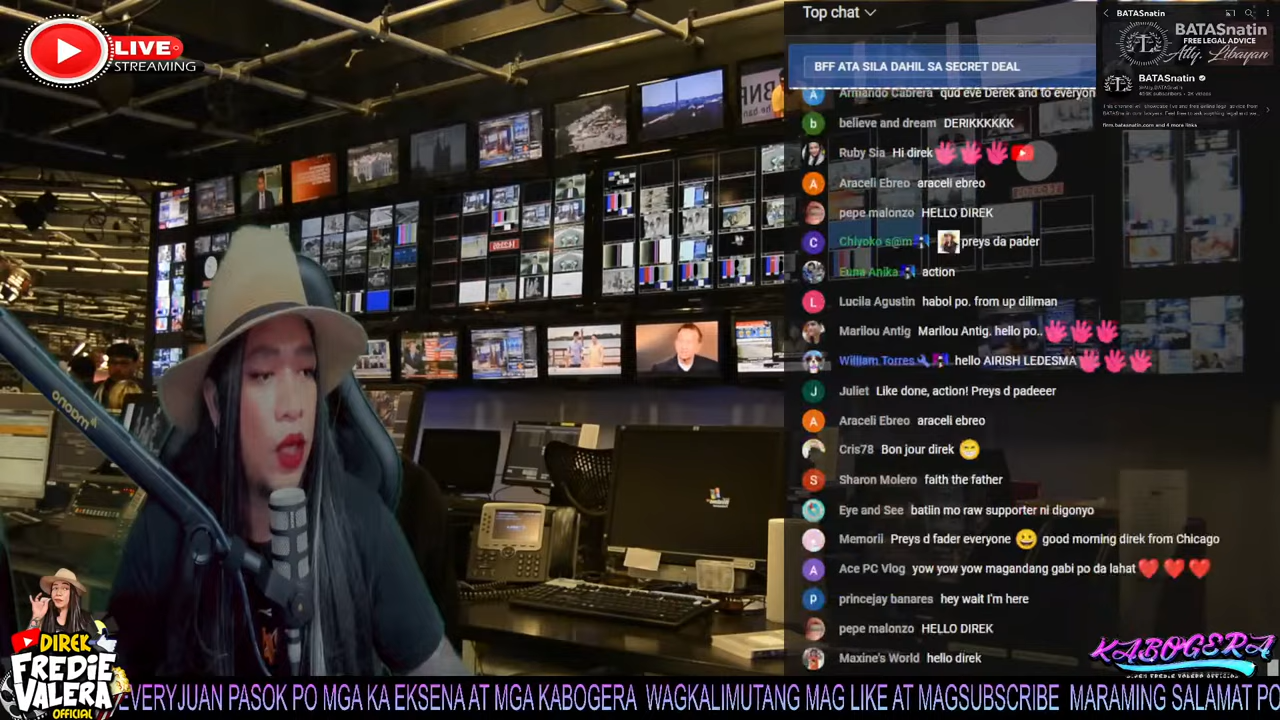 LIVE
STREAMING
Top chat
BATASnatin
BATASnatin
FREE LEGAL ADVICE
Atty. Libayan
BATASnatin
BFF ATA SILA DAHIL SA SECRET DEAL
Armando Cabrera gud eve Derek and to everyon
believe and dream DERIKKKKKK
Ruby Sia Hi direk
Araceli Ebreo araceli ebreo
pepe malonzo HELLO DIREK
Chiyoko s@m preys da pader
Euna Anika action
Lucila Agustin habol po. from up diliman
Marilou Antig Marilou Antig. hello po..
William Torres hello AIRISH LEDESMA
Juliet Like done, action! Preys d padeeer
Araceli Ebreo araceli ebreo
Cris78 Bon jour direk 😁
Sharon Molero faith the father
Eye and See batiin mo raw supporter ni digonyo
Memorii Preys d fader everyone 😀 good morning direk from Chicago
Ace PC Vlog yow yow yow magandang gabi po da lahat❤️❤️❤️
princejay banares hey wait I'm here
pepe malonzo HELLO DIREK
Maxine's World hello direk
maono
DIREK
FREDIE
VALERA
OFFICIAL
KABOGERA
EVERYJUAN PASOK PO MGA KA EKSENA AT MGA KABOGERA WAGKALIMUTANG MAG LIKE AT MAGSUBSCRIBE MARAMING SALAMAT PO